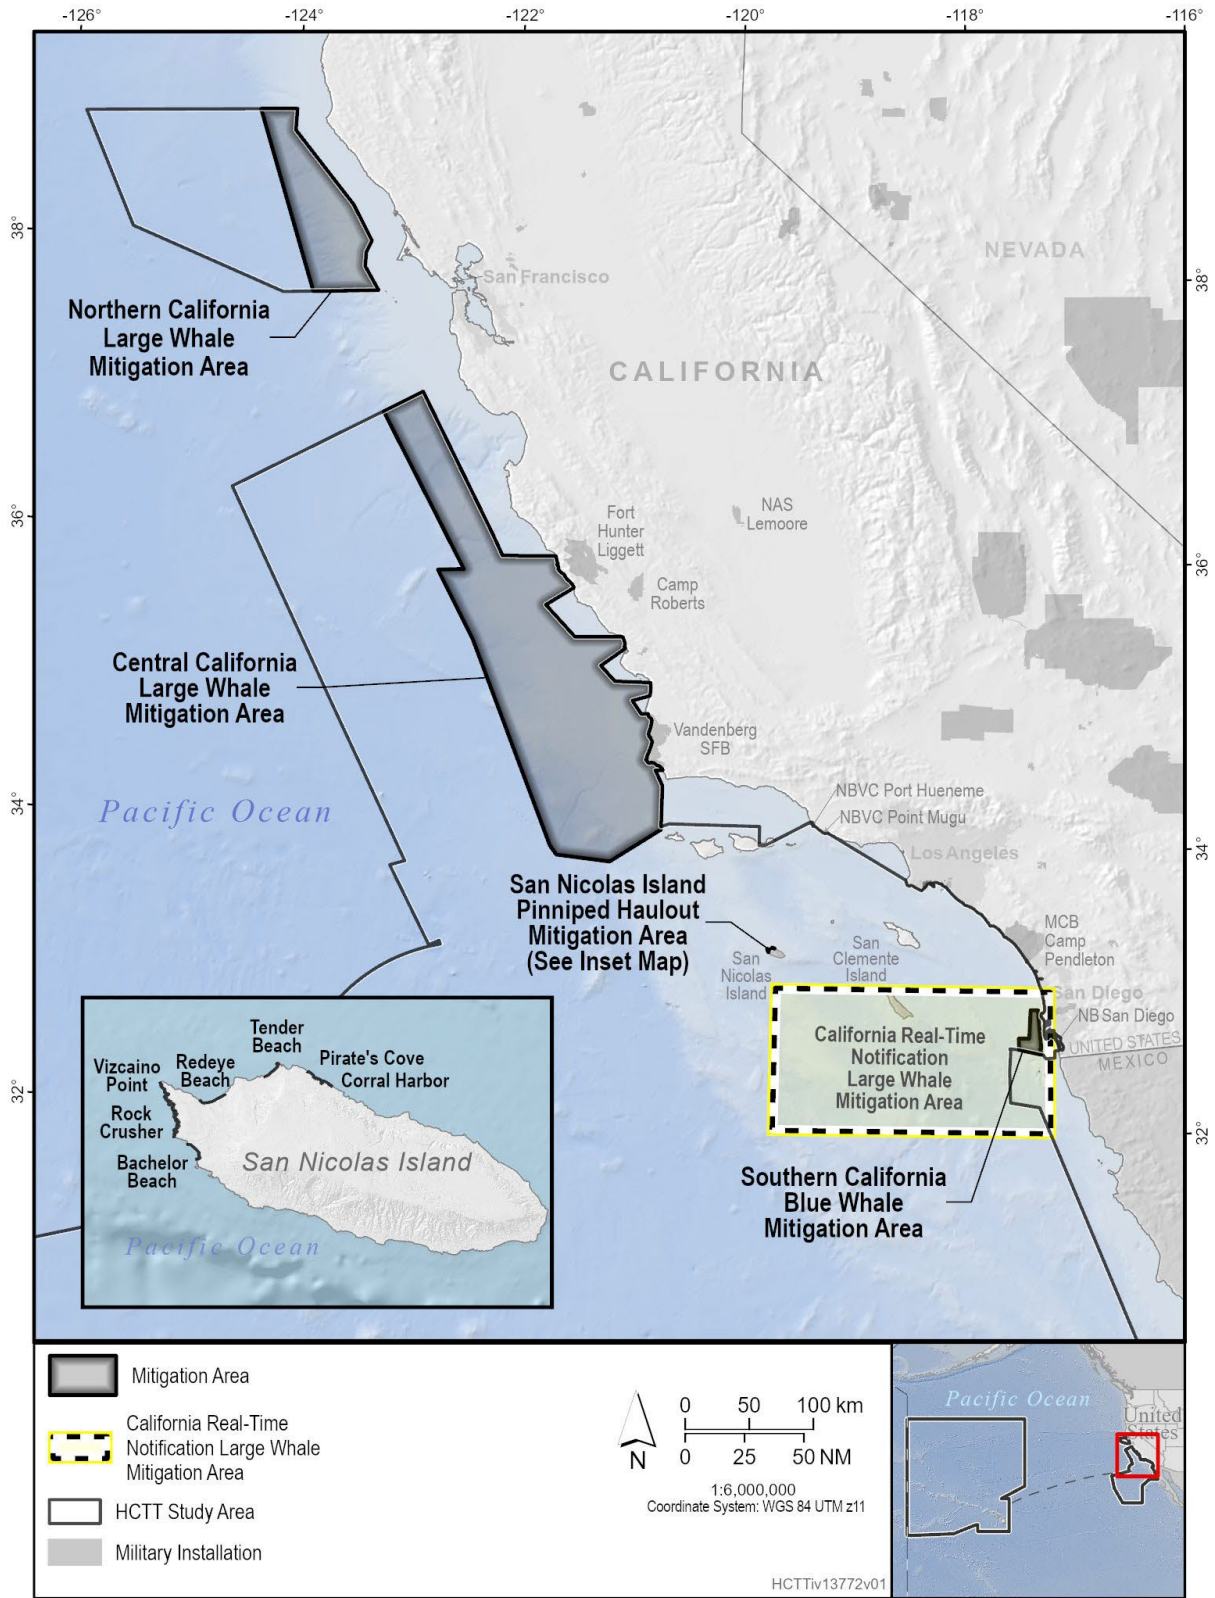 -126°
-124°
-122°
-120°
-118°
-116°
38°
36°
34°
32°
38°
36°
34°
32°
NEVADA
San Francisco
CALIFORNIA
Northern California
Large Whale
Mitigation Area
Fort
Hunter
Liggett
NAS
Lemoore
Camp
Roberts
Central California
Large Whale
Mitigation Area
Vandenberg
SFB
Pacific Ocean
NBVC Port Hueneme
NBVC Point Mugu
Los Angeles
San Nicolas Island
Pinniped Haulout
Mitigation Area
(See Inset Map)
MCB
Camp
Pendleton
San
Nicolas
Island
San
Clemente
Island
San Diego
NB San Diego
UNITED STATES
MEXICO
California Real-Time
Notification
Large Whale
Mitigation Area
Southern California
Blue Whale
Mitigation Area
Tender
Beach
Pirate's Cove
Corral Harbor
Redeye
Beach
Vizcaino
Point
Rock
Crusher
Bachelor
Beach
San Nicolas Island
Pacific Ocean
Mitigation Area
California Real-Time
Notification Large Whale
Mitigation Area
HCTT Study Area
Military Installation
N
0 50 100 km
0 25 50 NM
1:6,000,000
Coordinate System: WGS 84 UTM z11
HCTTiv13772v01
Pacific Ocean
United
States